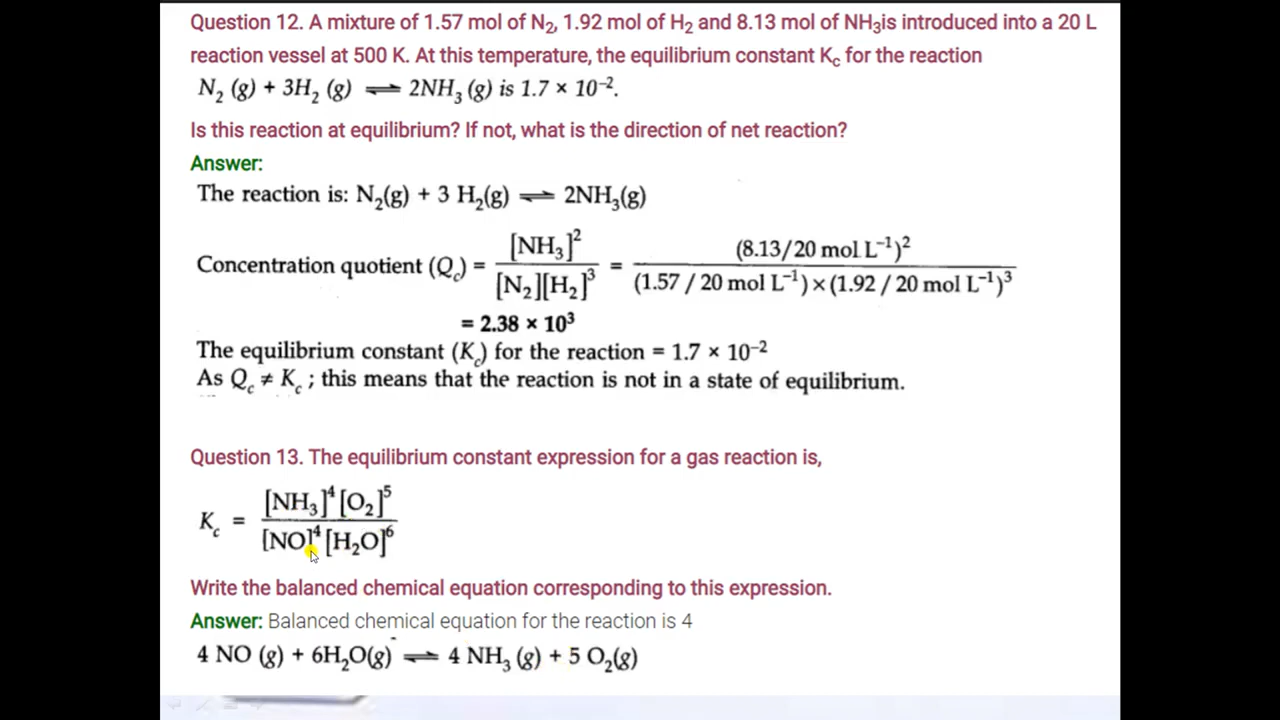 Question 12. A mixture of 1.57 mol of N₂, 1.92 mol of H₂ and 8.13 mol of NH₃is introduced into a 20 L
reaction vessel at 500 K. At this temperature, the equilibrium constant K꜀ for the reaction
N₂ (g) + 3H₂ (g) ⇌ 2NH₃ (g) is 1.7 × 10⁻².
Is this reaction at equilibrium? If not, what is the direction of net reaction?
Answer:
The reaction is: N₂(g) + 3 H₂(g) ⇌ 2NH₃(g)
Concentration quotient (Q꜀) = [NH₃]² / [N₂][H₂]³ = (8.13/20 mol L⁻¹)² / (1.57 / 20 mol L⁻¹) × (1.92 / 20 mol L⁻¹)³
= 2.38 × 10³
The equilibrium constant (K꜀) for the reaction = 1.7 × 10⁻²
As Q꜀ ≠ K꜀ ; this means that the reaction is not in a state of equilibrium.
Question 13. The equilibrium constant expression for a gas reaction is,
K꜀ = [NH₃]⁴ [O₂]⁵ / [NO]⁴ [H₂O]⁶
Write the balanced chemical equation corresponding to this expression.
Answer: Balanced chemical equation for the reaction is 4
4 NO (g) + 6H₂O(g) ⇌ 4 NH₃ (g) + 5 O₂(g)